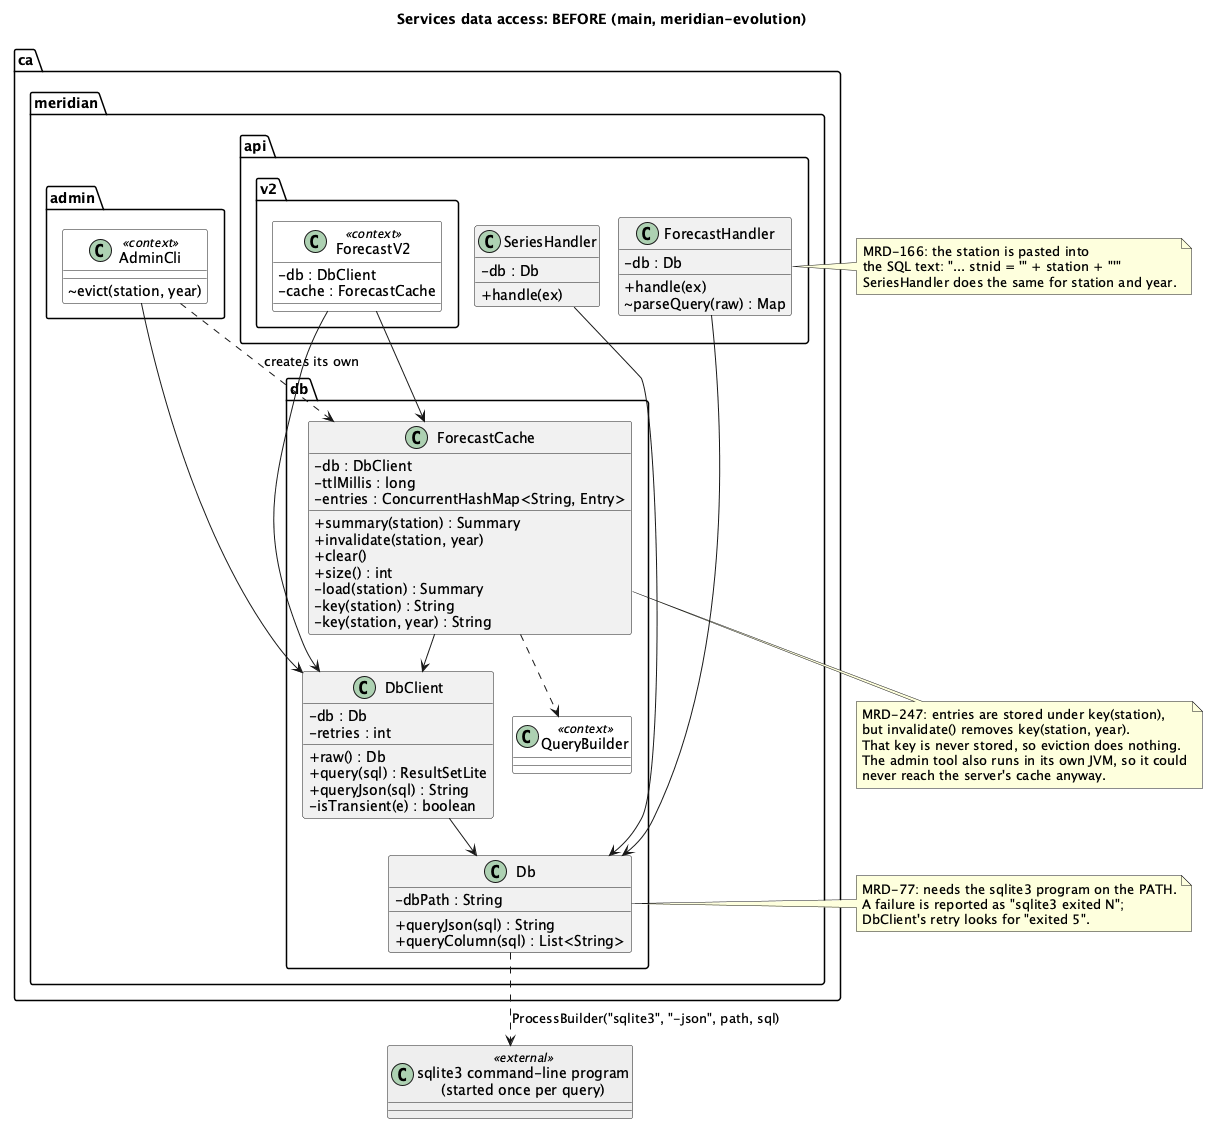 Services data access: BEFORE (main, meridian-evolution)
ca
meridian
api
admin
v2
C «context»
AdminCli
~evict(station, year)
C «context»
ForecastV2
-db : DbClient
-cache : ForecastCache
C SeriesHandler
-db : Db
+handle(ex)
C ForecastHandler
-db : Db
+handle(ex)
~parseQuery(raw) : Map
MRD-166: the station is pasted into
the SQL text: "... stnid = '" + station + "'"
SeriesHandler does the same for station and year.
creates its own
db
C ForecastCache
-db : DbClient
-ttlMillis : long
-entries : ConcurrentHashMap<String, Entry>
+summary(station) : Summary
+invalidate(station, year)
+clear()
+size() : int
-load(station) : Summary
-key(station) : String
-key(station, year) : String
C DbClient
-db : Db
-retries : int
+raw() : Db
+query(sql) : ResultSetLite
+queryJson(sql) : String
-isTransient(e) : boolean
C «context»
QueryBuilder
MRD-247: entries are stored under key(station),
but invalidate() removes key(station, year).
That key is never stored, so eviction does nothing.
The admin tool also runs in its own JVM, so it could
never reach the server's cache anyway.
C Db
-dbPath : String
+queryJson(sql) : String
+queryColumn(sql) : List<String>
MRD-77: needs the sqlite3 program on the PATH.
A failure is reported as "sqlite3 exited N";
DbClient's retry looks for "exited 5".
ProcessBuilder("sqlite3", "-json", path, sql)
C «external»
sqlite3 command-line program
(started once per query)